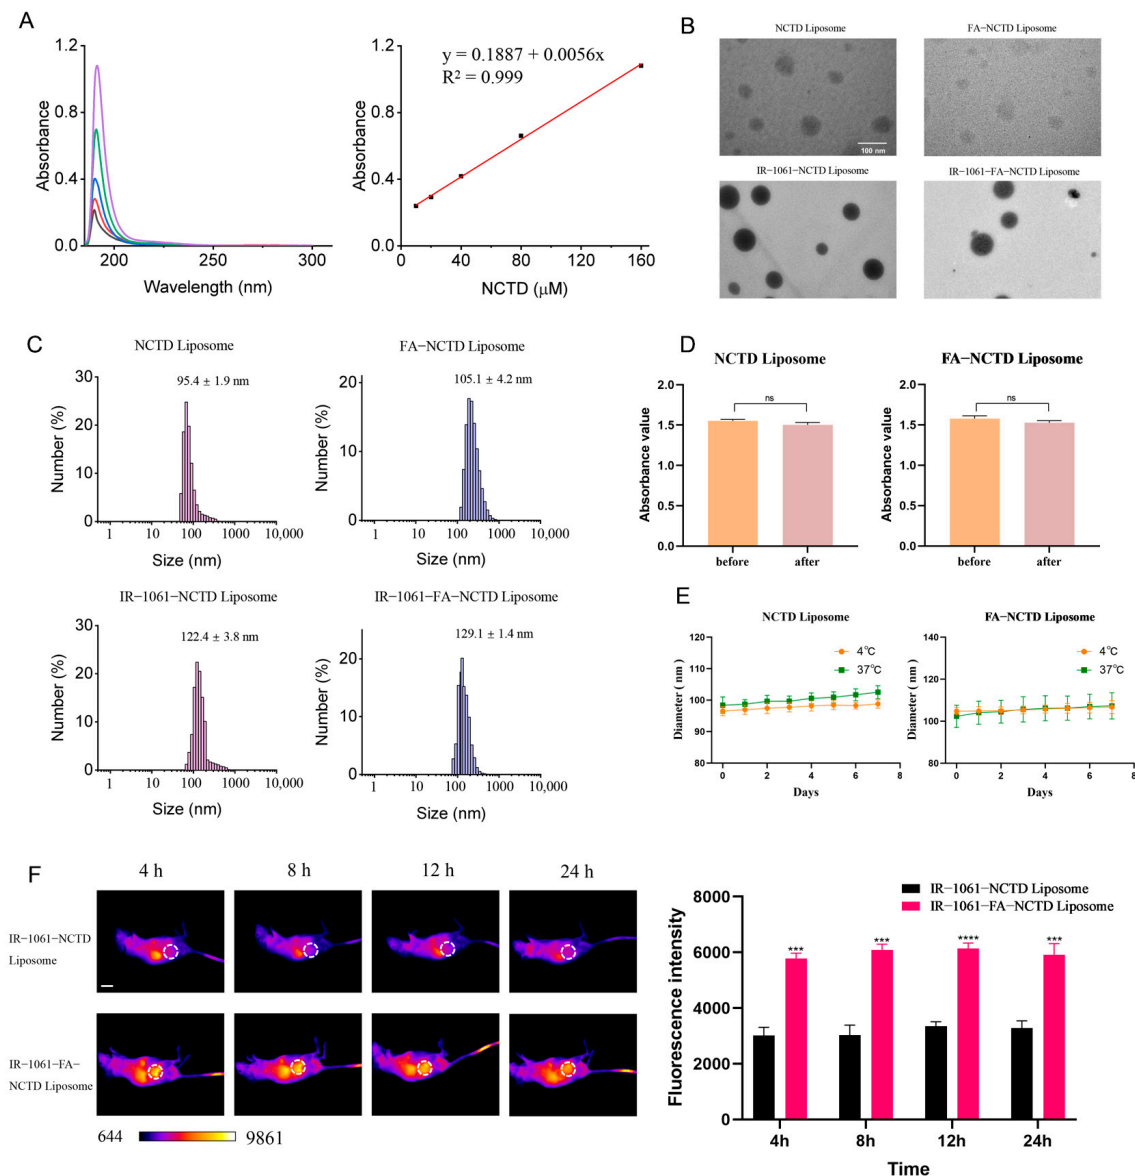 A
1.2
0.8
0.4
0.0
Absorbance
200
250
300
Wavelength (nm)
1.2
0.8
0.4
0.0
Absorbance
y = 0.1887 + 0.0056x
R² = 0.999
0
40
80
120
160
NCTD (μM)
B
NCTD Liposome
FA−NCTD Liposome
100 nm
IR−1061−NCTD Liposome
IR−1061−FA−NCTD Liposome
C
NCTD Liposome
95.4 ± 1.9 nm
30
20
10
0
Number (%)
1
10
100
1000
10,000
Size (nm)
FA−NCTD Liposome
105.1 ± 4.2 nm
20
10
0
Number (%)
1
10
100
1000
10,000
Size (nm)
IR−1061−NCTD Liposome
122.4 ± 3.8 nm
30
20
10
0
Number (%)
1
10
100
1000
10,000
Size (nm)
IR−1061−FA−NCTD Liposome
129.1 ± 1.4 nm
20
10
0
Number (%)
1
10
100
1000
10,000
Size (nm)
D
NCTD Liposome
2.0
1.5
1.0
0.5
0.0
Absorbance value
ns
before
after
FA−NCTD Liposome
2.0
1.5
1.0
0.5
0.0
Absorbance value
ns
before
after
E
NCTD Liposome
4℃
37℃
120
110
100
90
80
Diameter ( nm )
0
2
4
6
8
Days
FA−NCTD Liposome
4℃
37℃
140
120
100
80
Diameter ( nm )
0
2
4
6
8
Days
F
4 h
8 h
12 h
24 h
IR−1061−NCTD
Liposome
IR−1061−FA−
NCTD Liposome
644
9861
IR−1061−NCTD Liposome
IR−1061−FA−NCTD Liposome
8000
6000
4000
2000
0
Fluorescence intensity
***
***
****
***
4h
8h
12h
24h
Time